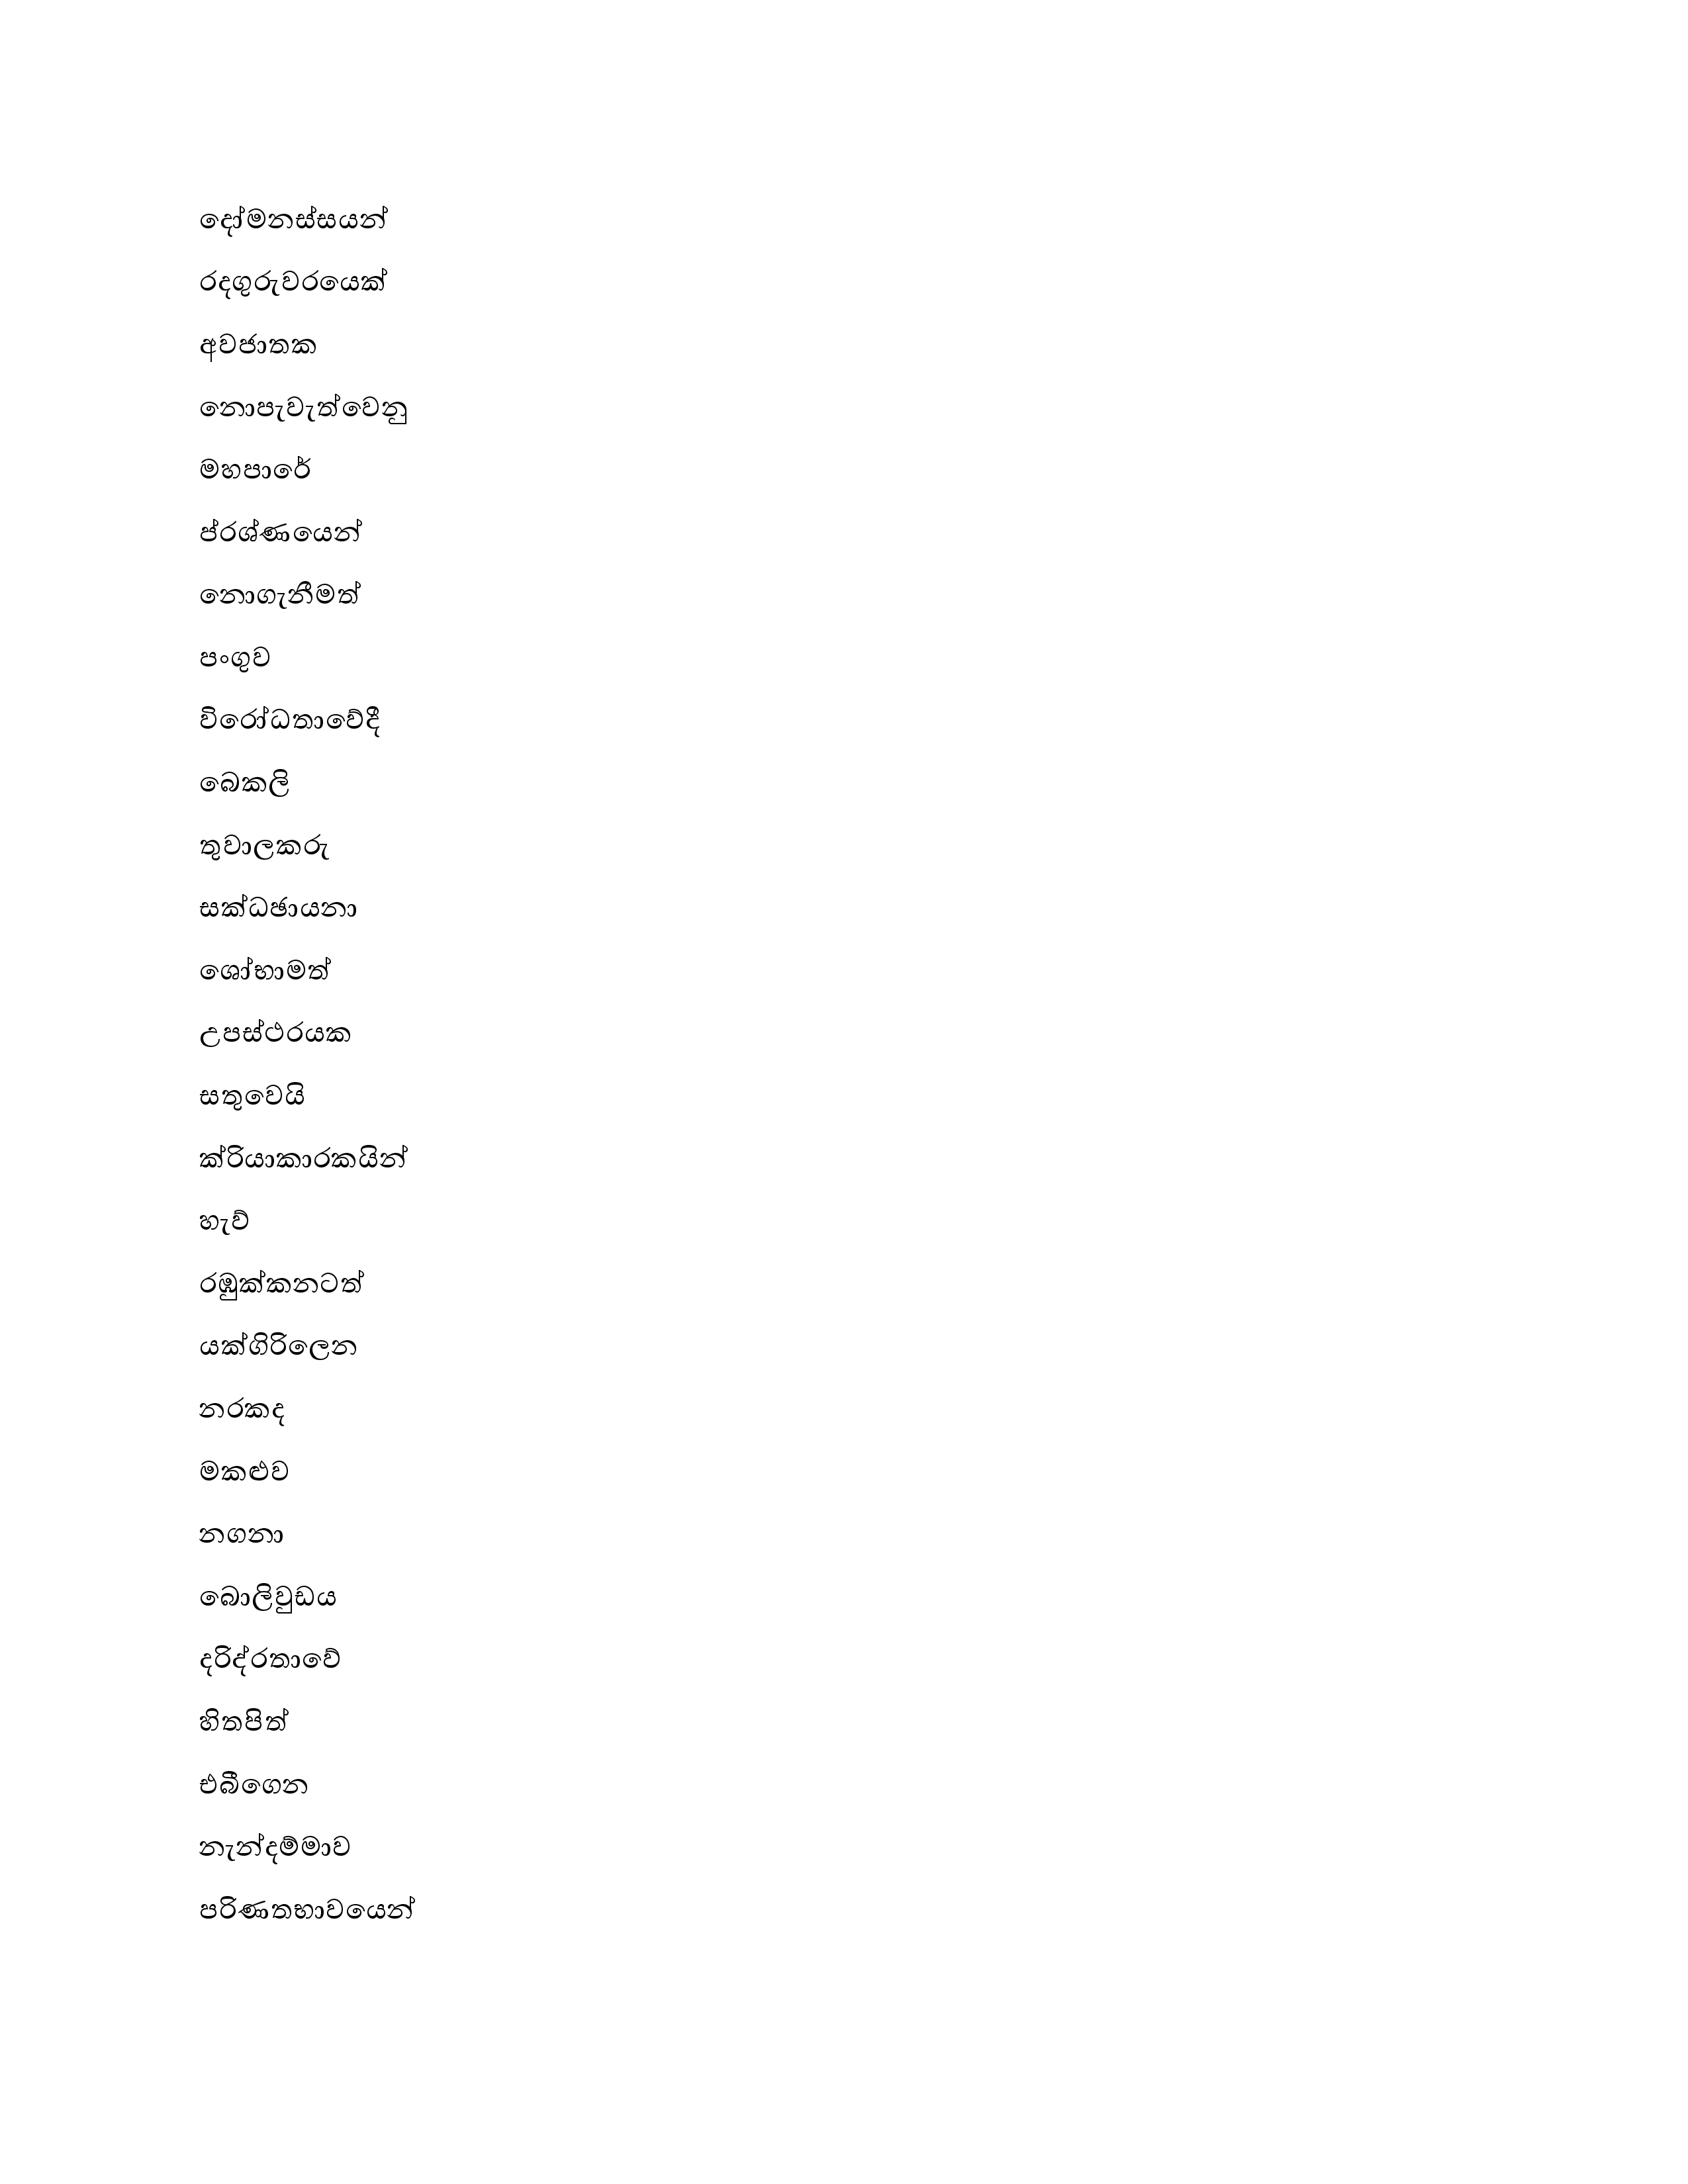 දෝමනස්සයන්
රදගුරුවරයෙක්
අවජාතක
නොපැවැත්වෙනු
මහපාරේ
ප්රශ්ණයෙන්
නොගැනීමත්
පංගුව
විරෝධතාවේදී
බෙකලි
තුවාලකරු
සක්ධඡායනා
ශෝභාමත්
උපස්ථරයක
සතුවෙයි
ක්රියාකාරකයින්
හැව්
රඹුක්කනටත්
යක්ගිරිලෙන
නරකද
මකළුව
නගනා
බොලිවුඩය
දරිද්රතාවේ
හිතපිත්
එබීගෙන
නැන්දම්මාව
පරිණතභාවයෙන්